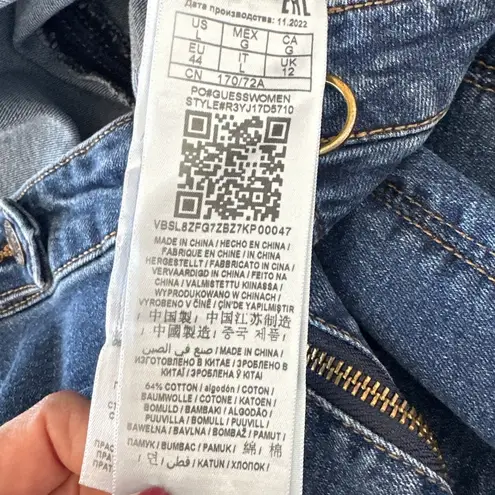 Дата производства: 11.2022
US MEX CA
L G G
EU IT UK
44 L 12
CN 170/72A
PO#GUESSWOMEN
STYLE#R3YJ17D5710
VBSL8ZFG7ZBZ7KP00047
MADE IN CHINA / HECHO EN CHINA /
FABRIQUE EN CHINE / IN CHINA
HERGESTELLT / FABBRICATO IN CINA /
VERVAARDIGD IN CHINA / FEITO NA
CHINA / VALMISTETTU KIINASSA /
WYPRODUKOWANO W CHINACH /
VYROBENO V ČÍNĚ / ÇİN'DE YAPILMIŞTIR
/ 中国製 / 中国江苏制造
/ 中國製造 / 중국 제품 /
صنع في الصين / MADE IN CHINA /
ИЗГОТОВЛЕНО В КИТАЕ / ЗРОБЛЕНО В
КИТАЇ / ЗРОБЛЕНА Ў КІТАІ
64% COTTON / algodón / COTON /
BAUMWOLLE / COTONE / KATOEN /
BOMULD / BAMBAKI / ALGODÃO /
PUUVILLA / BOMULL / PUUVILL /
BAWEŁNA / BAVLNA / BOMBAŽ / PAMUT /
ПАМУК / BUMBAC / PAMUK / 綿 / 棉
/ 면 / قطن / KATUN / ХЛОПОК /